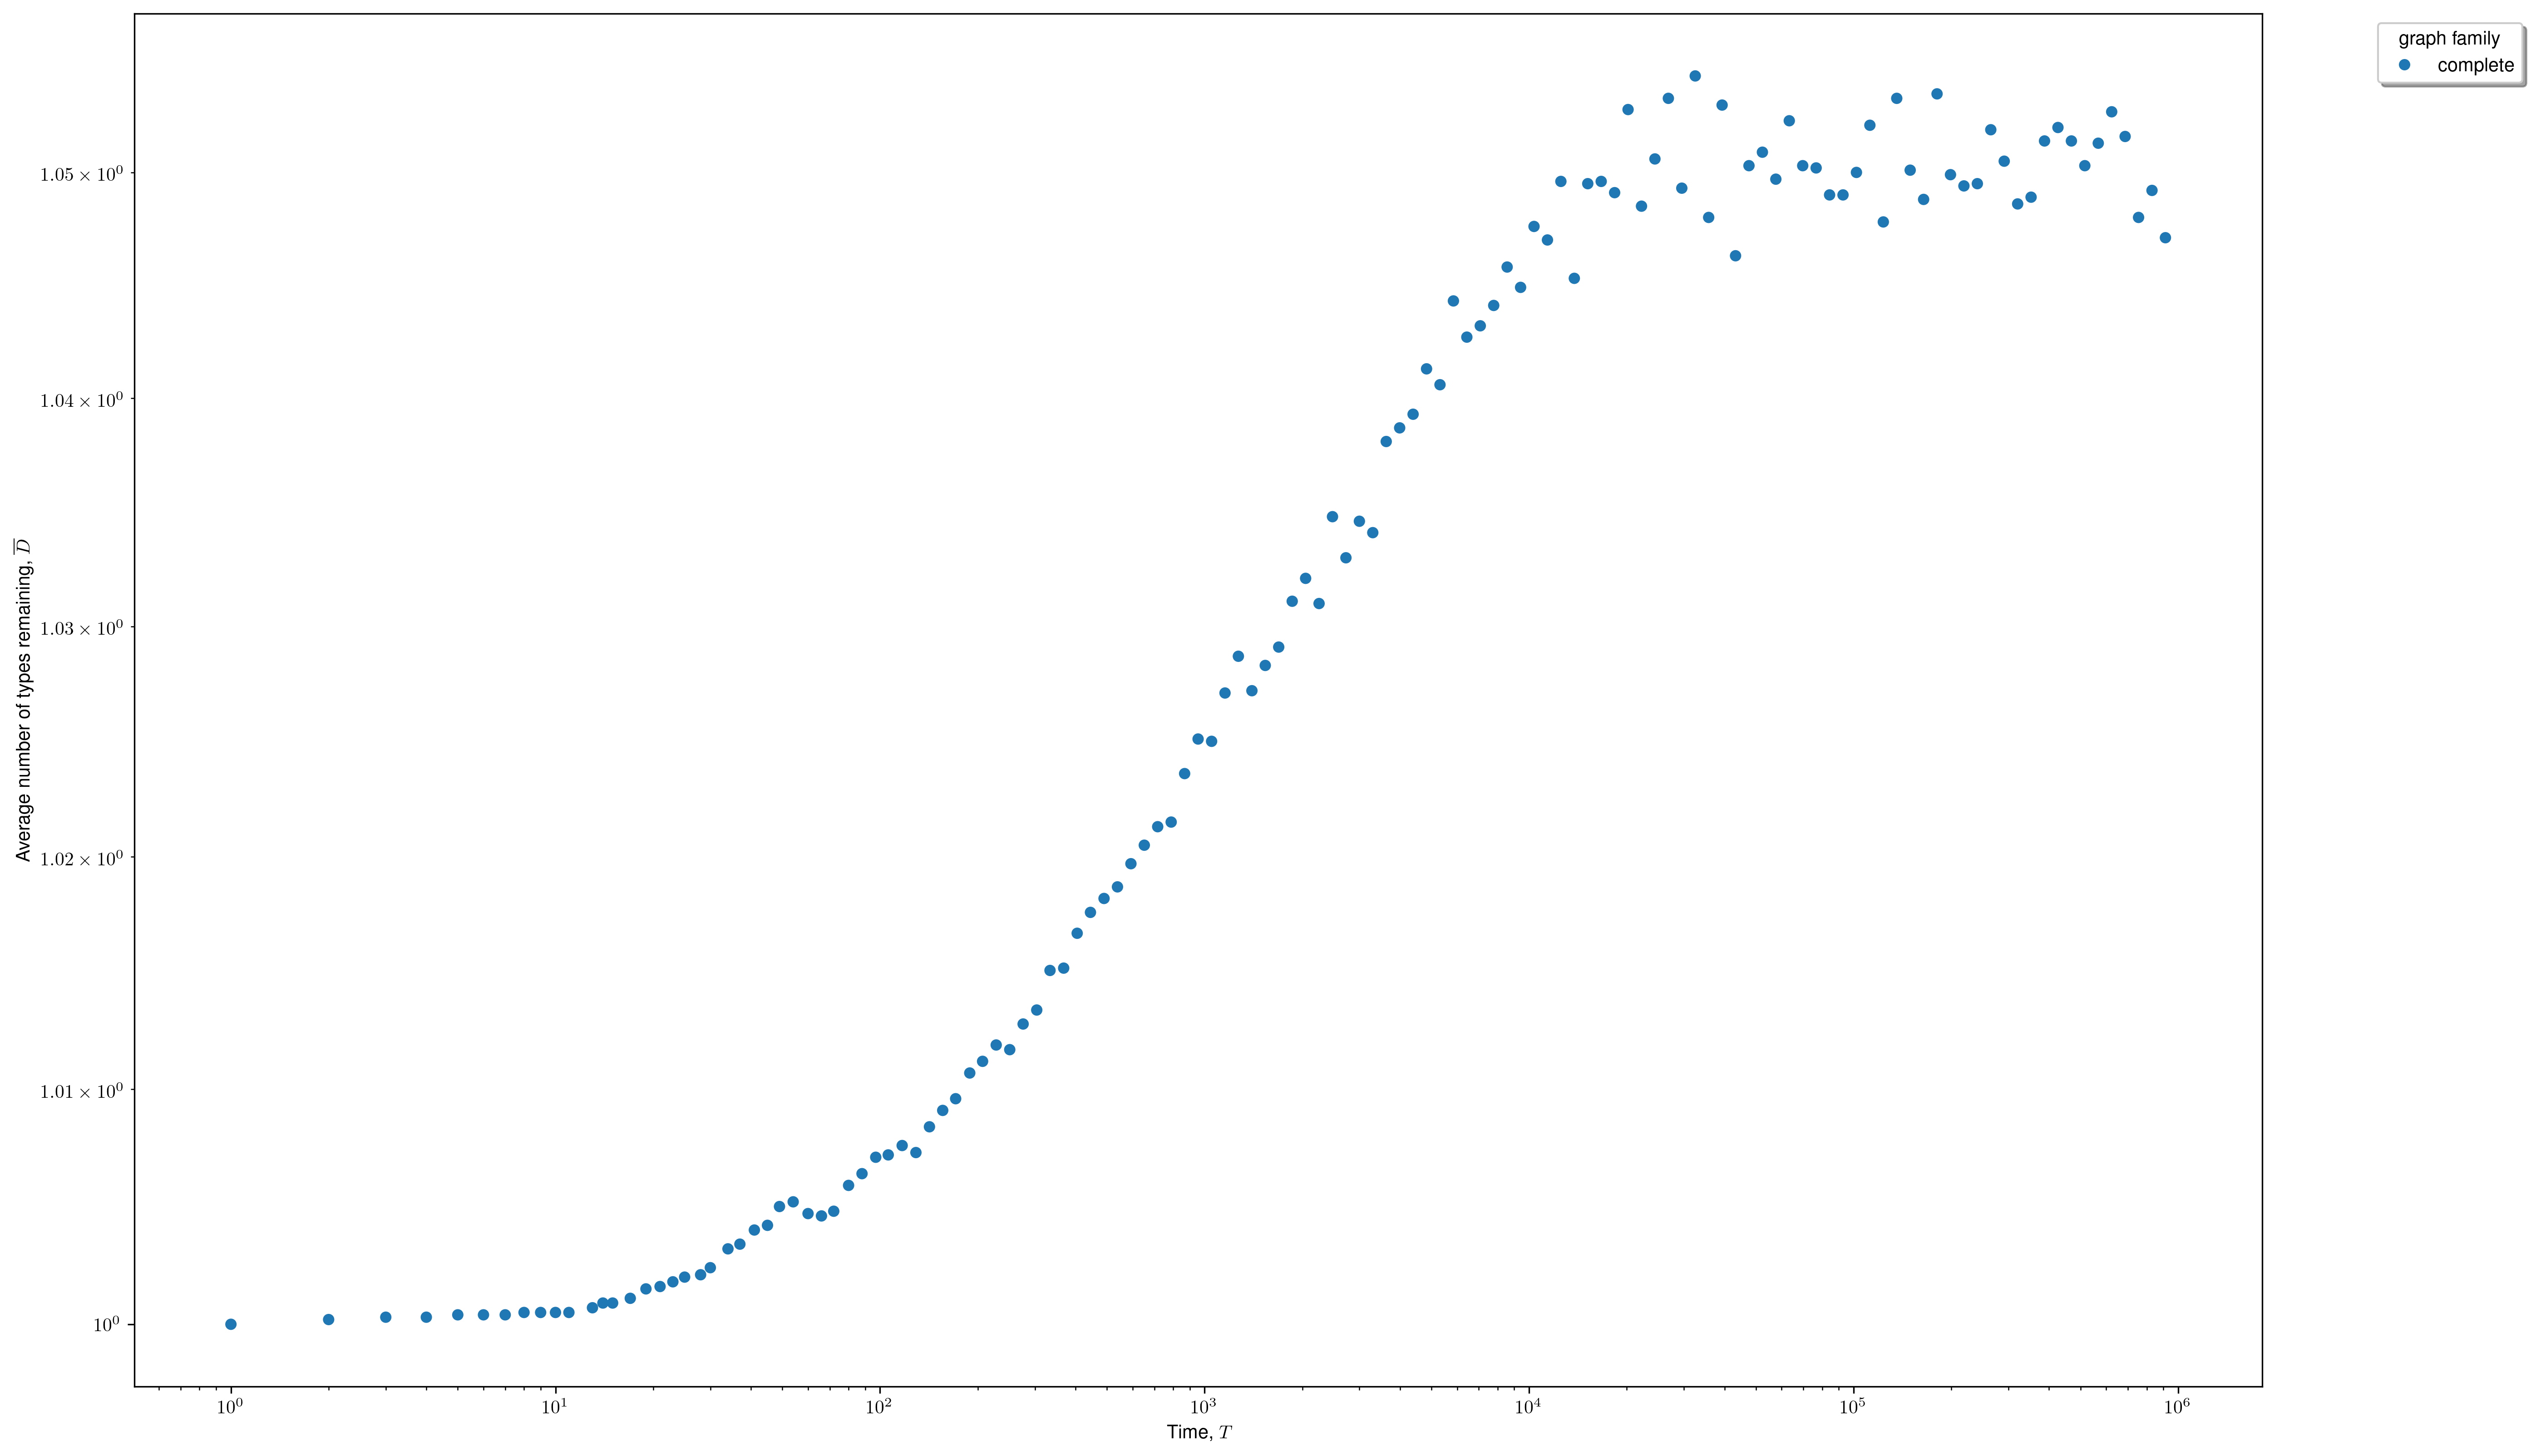 graph family
complete
1.05 × 10⁰
1.04 × 10⁰
1.03 × 10⁰
1.02 × 10⁰
1.01 × 10⁰
10⁰
Average number of types remaining, D̅
10⁰ 10¹ 10² 10³ 10⁴ 10⁵ 10⁶
Time, T